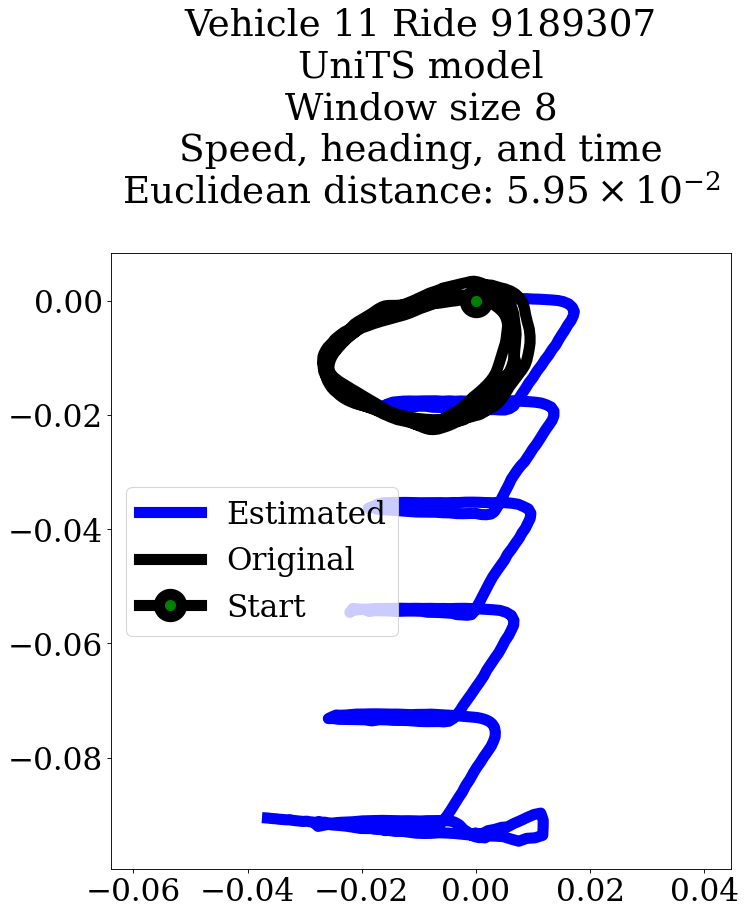 Vehicle 11 Ride 9189307
UniTS model
Window size 8
Speed, heading, and time
Euclidean distance: 5.95 × 10⁻²
0.00
−0.02
−0.04
−0.06
−0.08
Estimated
Original
Start
−0.06 −0.04 −0.02 0.00 0.02 0.04